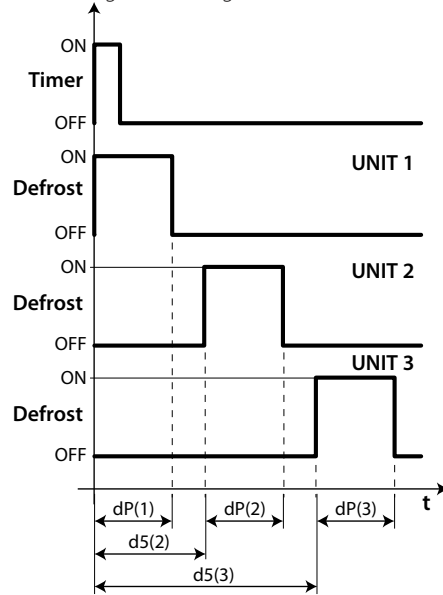 ON
Timer
OFF
ON
UNIT 1
Defrost
OFF
ON
UNIT 2
Defrost
OFF
UNIT 3
ON
Defrost
OFF
t
dP(1) dP(2) dP(3)
d5(2)
d5(3)